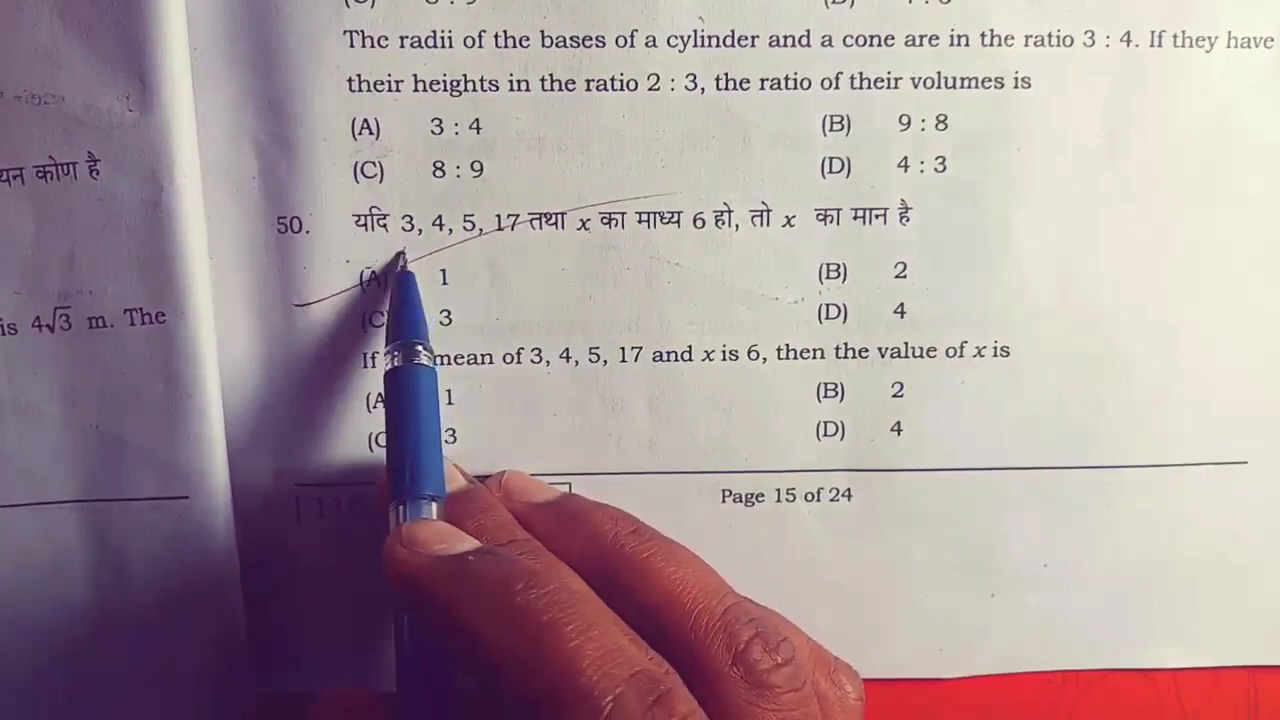 The radii of the bases of a cylinder and a cone are in the ratio 3 : 4. If they have
their heights in the ratio 2 : 3, the ratio of their volumes is
(A) 3 : 4 (B) 9 : 8
(C) 8 : 9 (D) 4 : 3
यन कोण है
50. यदि 3, 4, 5, 17 तथा x का माध्य 6 हो, तो x का मान है
(A) 1 (B) 2
(C) 3 (D) 4
is 4√3 m. The
If mean of 3, 4, 5, 17 and x is 6, then the value of x is
(A 1 (B) 2
(C 3 (D) 4
Page 15 of 24